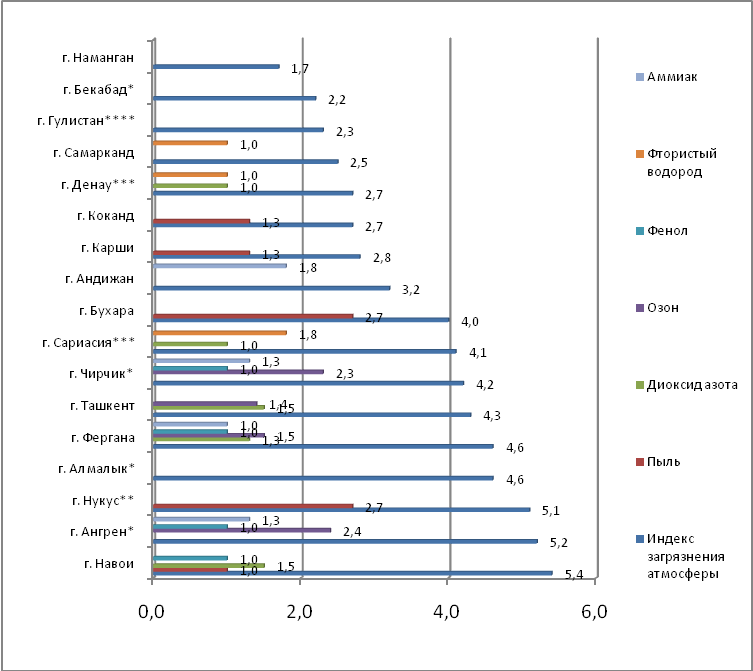 г. Наманган
1,7
г. Бекабад*
2,2
г. Гулистан****
2,3
г. Самарканд
1,0
2,5
г. Денау***
1,0
1,0
2,7
г. Коканд
1,3
2,7
г. Карши
1,3
2,8
г. Андижан
1,8
3,2
г. Бухара
2,7
4,0
г. Сариасия***
1,8
1,0
4,1
г. Чирчик*
1,3
1,0
2,3
4,2
г. Ташкент
1,4
1,5
4,3
г. Фергана
1,0
1,0
1,5
1,3
4,6
г. Алмалык*
4,6
г. Нукус**
2,7
5,1
г. Ангрен*
1,3
1,0
2,4
5,2
г. Навои
1,0
1,5
1,0
5,4
0,0 2,0 4,0 6,0
Аммиак
Фтористый
водород
Фенол
Озон
Диоксид азота
Пыль
Индекс
загрязнения
атмосферы